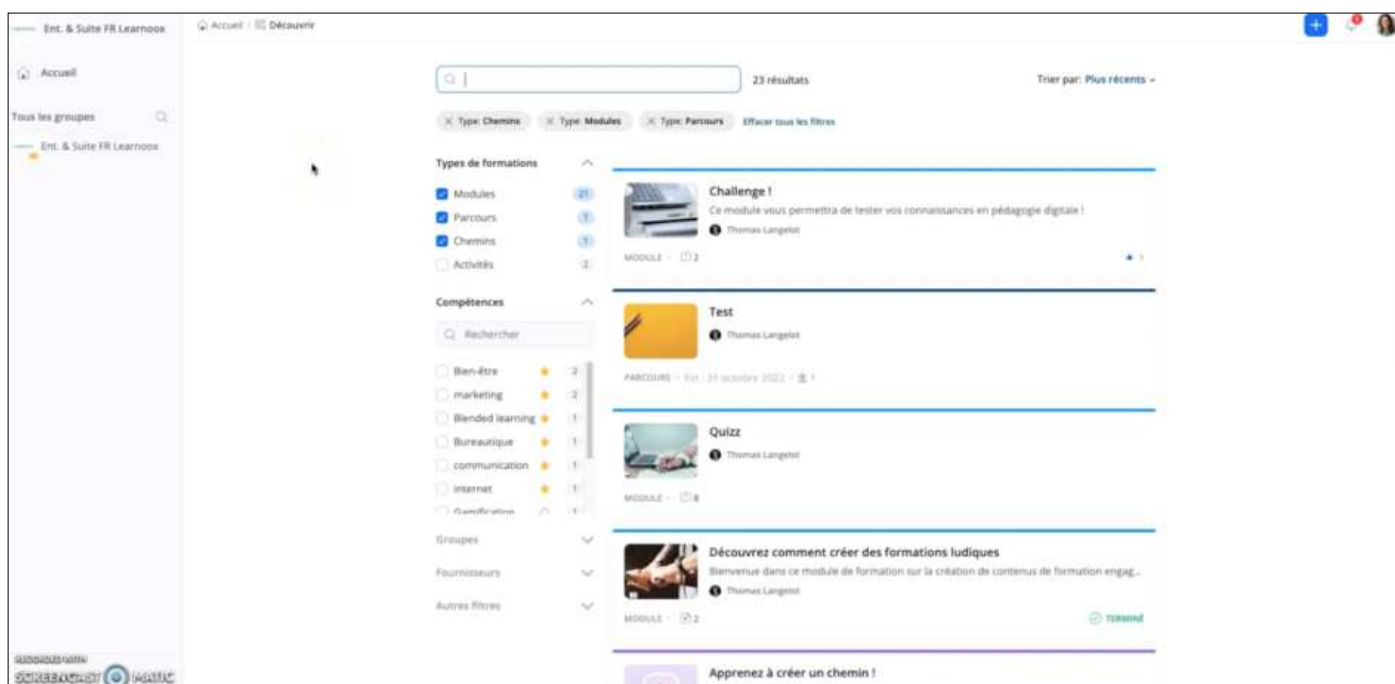 Ent. & Suite FR Learnoox
Accueil / Découvrir
Accueil
Tous les groupes
Ent. & Suite FR Learnoox
23 résultats
Trier par: Plus récents
Type: Chemins
Type: Modules
Type: Parcours
Effacer tous les filtres
Types de formations
Modules 21
Parcours 1
Chemins 1
Activités 2
Compétences
Rechercher
Bien-être 2
marketing 2
Blended learning 1
Bureautique 1
communication 1
internet 1
Gamification 1
Groupes
Fournisseurs
Autres filtres
Challenge !
Ce module vous permettra de tester vos connaissances en pédagogie digitale !
Thomas Langelot
MODULE - 2
1
Test
Thomas Langelot
PARCOURS - Fin : 31 octobre 2022 - 1
Quizz
Thomas Langelot
MODULE - 8
Découvrez comment créer des formations ludiques
Bienvenue dans ce module de formation sur la création de contenus de formation engag...
Thomas Langelot
MODULE - 2
TERMINÉ
Apprenez à créer un chemin !
RECORDED WITH
SCREENCAST MATIC